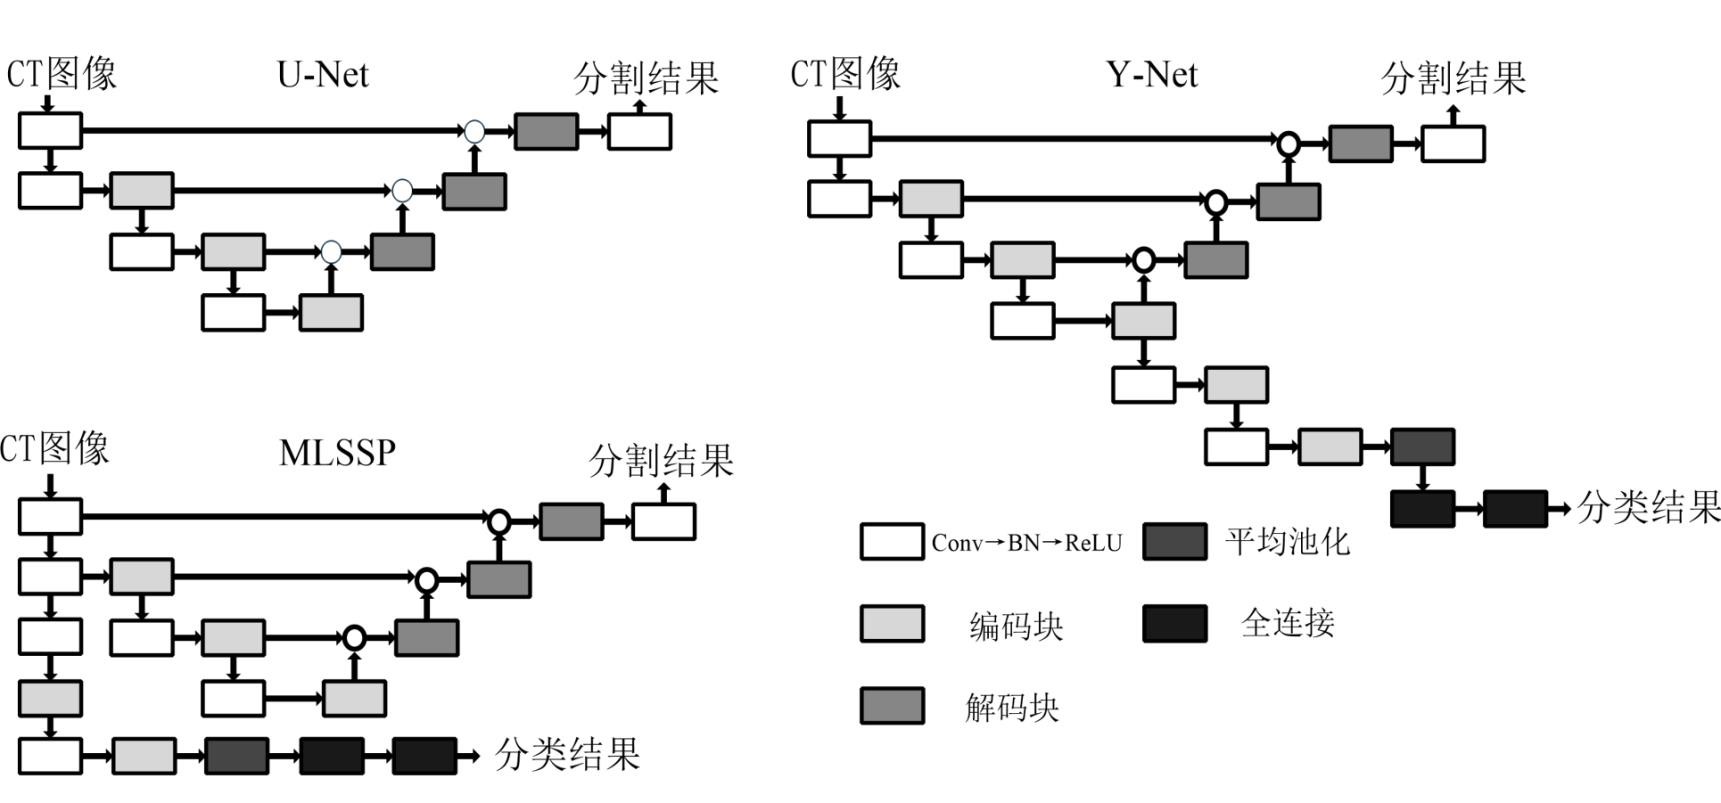 CT图像
U-Net
分割结果
CT图像
Y-Net
分割结果
分类结果
CT图像
MLSSP
分割结果
分类结果
Conv→BN→ReLU
平均池化
编码块
全连接
解码块